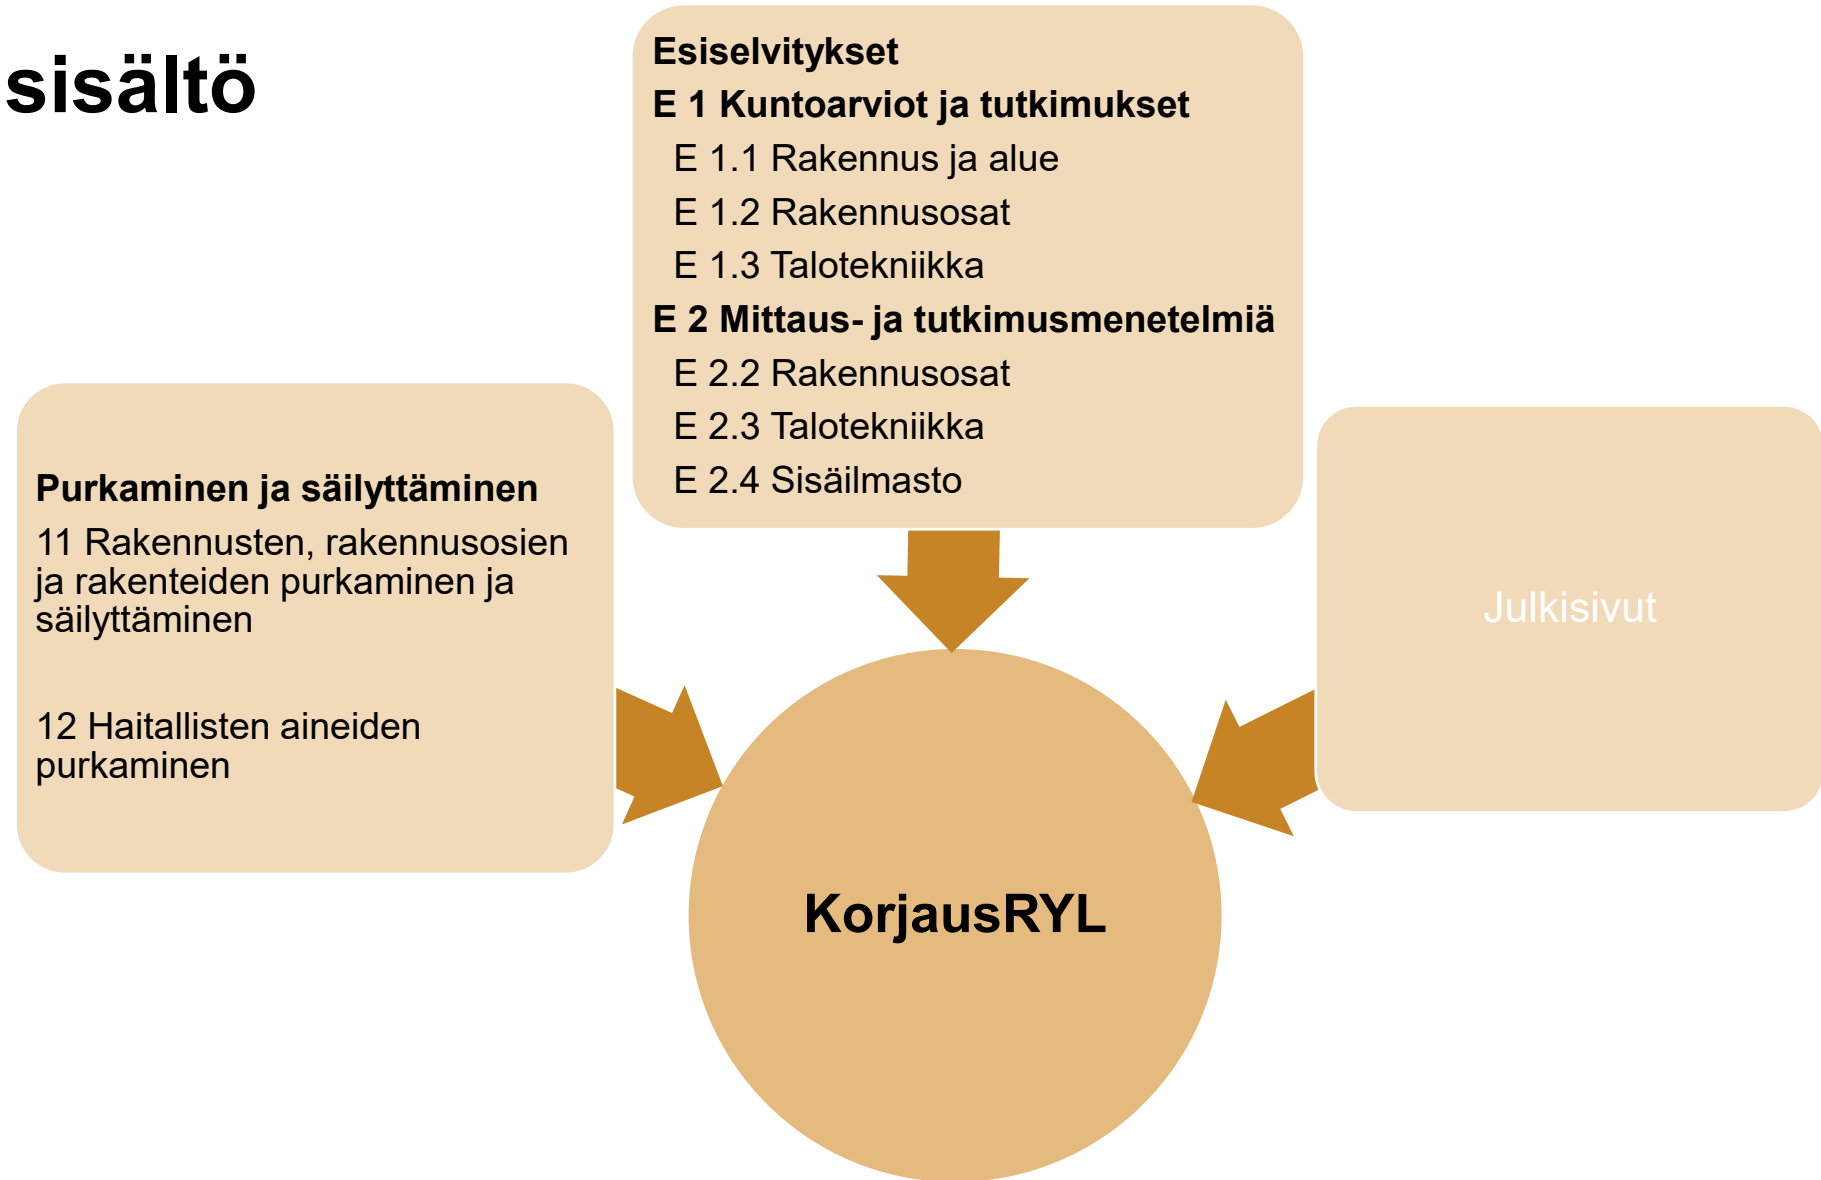 sisältö
Esiselvitykset
E 1 Kuntoarviot ja tutkimukset
E 1.1 Rakennus ja alue
E 1.2 Rakennusosat
E 1.3 Talotekniikka
E 2 Mittaus- ja tutkimusmenetelmiä
E 2.2 Rakennusosat
E 2.3 Talotekniikka
E 2.4 Sisäilmasto
Purkaminen ja säilyttäminen
11 Rakennusten, rakennusosien
ja rakenteiden purkaminen ja
säilyttäminen
12 Haitallisten aineiden
purkaminen
Julkisivut
KorjausRYL